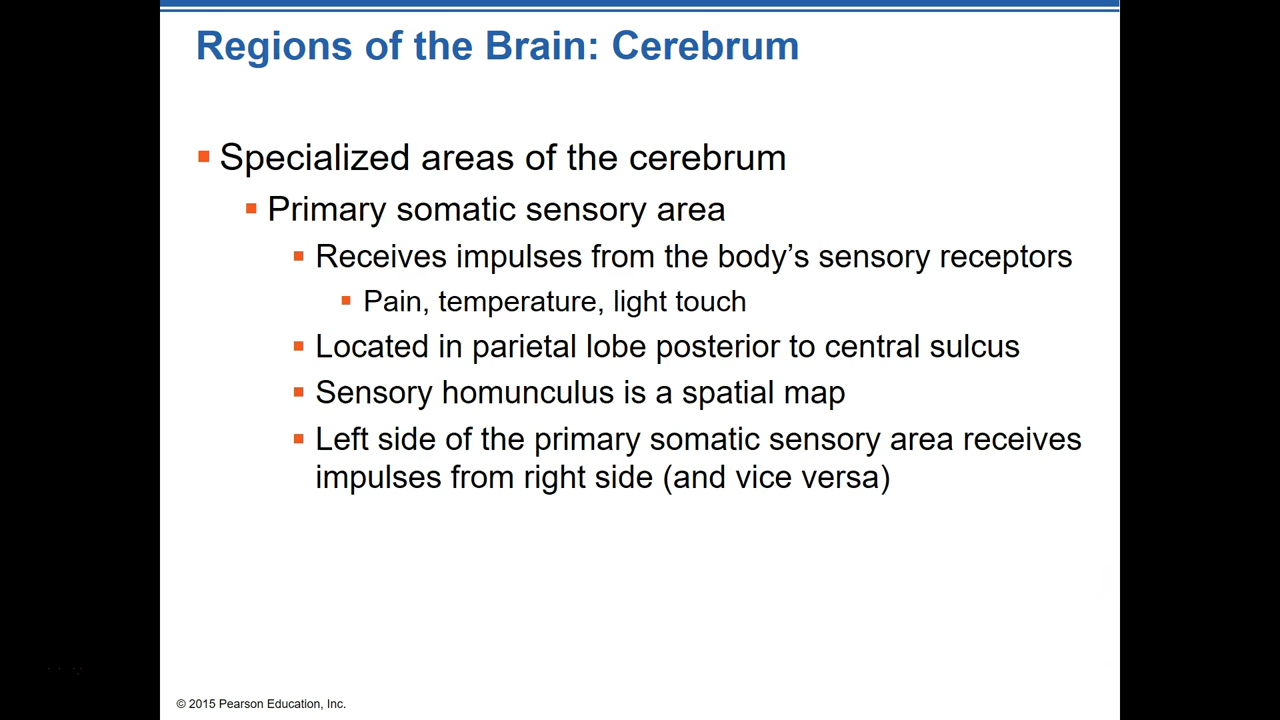 Regions of the Brain: Cerebrum
Specialized areas of the cerebrum
Primary somatic sensory area
Receives impulses from the body’s sensory receptors
Pain, temperature, light touch
Located in parietal lobe posterior to central sulcus
Sensory homunculus is a spatial map
Left side of the primary somatic sensory area receives
impulses from right side (and vice versa)
© 2015 Pearson Education, Inc.